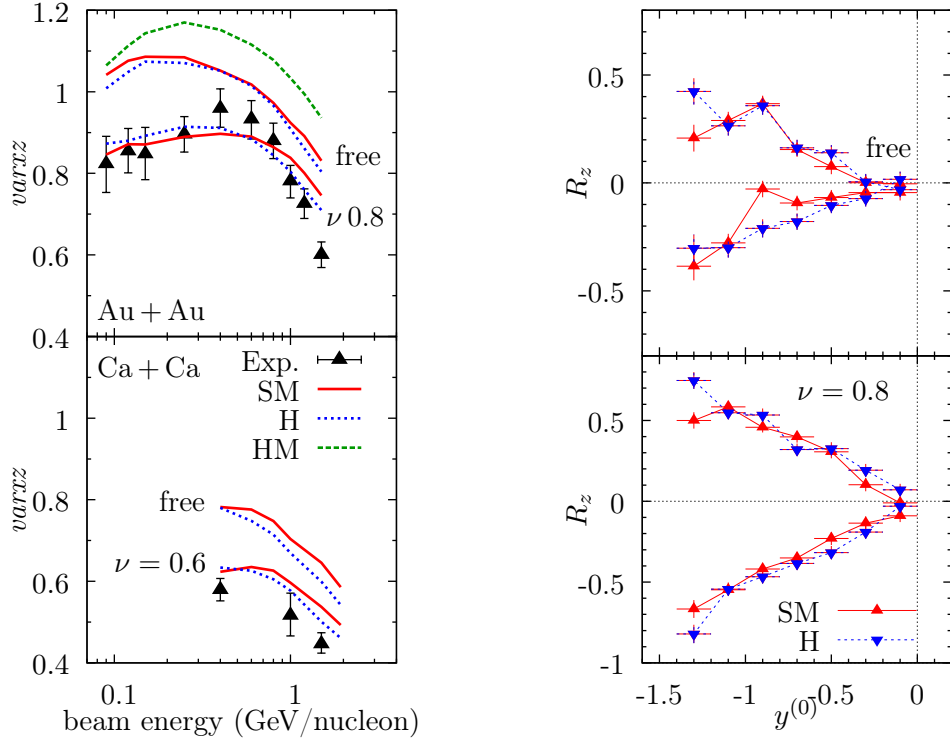 1.2
1
0.8
0.6
0.4
varxz
free
ν 0.8
Au + Au
Ca + Ca
Exp.
SM
H
HM
1
0.8
0.6
0.4
varxz
free
ν = 0.6
0.1
1
beam energy (GeV/nucleon)
0.5
0
-0.5
R_z
free
0.5
0
-0.5
-1
R_z
ν = 0.8
SM
H
-1.5
-1
-0.5
0
y^(0)